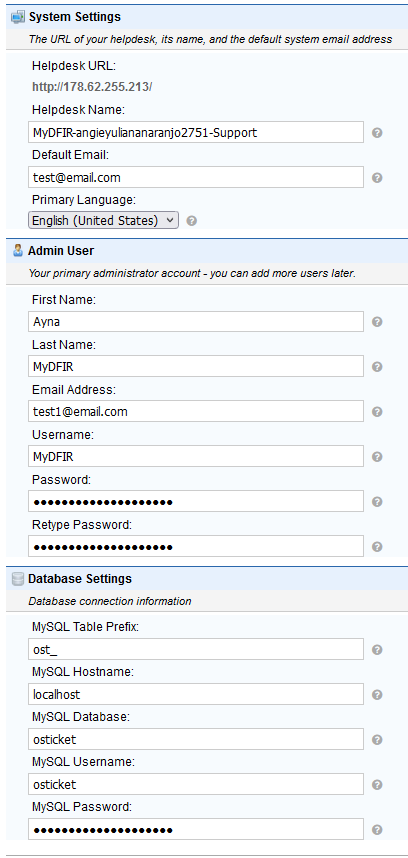 System Settings
The URL of your helpdesk, its name, and the default system email address
Helpdesk URL:
http://178.62.255.213/
Helpdesk Name:
MyDFIR-angieyuliananaranjo2751-Support
Default Email:
test@email.com
Primary Language:
English (United States)
Admin User
Your primary administrator account - you can add more users later.
First Name:
Ayna
Last Name:
MyDFIR
Email Address:
test1@email.com
Username:
MyDFIR
Password:
●●●●●●●●●●●●●●●●●●●●
Retype Password:
●●●●●●●●●●●●●●●●●●●●
Database Settings
Database connection information
MySQL Table Prefix:
ost_
MySQL Hostname:
localhost
MySQL Database:
osticket
MySQL Username:
osticket
MySQL Password:
●●●●●●●●●●●●●●●●●●●●